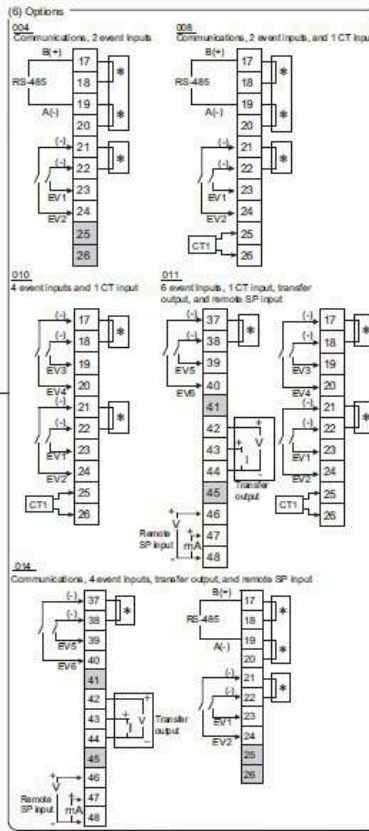 (6) Options
004
Communications, 2 event inputs
B(+)
RS-485
A(-)
17
18
19
20
21
22
23
24
25
26
(-)
(-)
EV1
EV2
*
*
*
008
Communications, 2 event inputs, and 1 CT input
B(+)
RS-485
A(-)
17
18
19
20
21
22
23
24
25
26
(-)
(-)
EV1
EV2
CT1
*
*
*
010
4 event inputs and 1 CT input
17
18
19
20
21
22
23
24
25
26
(-)
(-)
EV3
EV4
(-)
(-)
EV1
EV2
CT1
*
*
011
6 event inputs, 1 CT input, transfer
output, and remote SP input
37
38
39
40
41
42
43
44
45
46
47
48
(-)
(-)
EV5
EV6
*
+
+
V
I
-
Transfer
output
+
V
+
mA
-
Remote
SP input
17
18
19
20
21
22
23
24
25
26
(-)
(-)
EV3
EV4
(-)
(-)
EV1
EV2
CT1
*
*
014
Communications, 4 event inputs, transfer output, and remote SP input
37
38
39
40
41
42
43
44
45
46
47
48
(-)
(-)
EV5
EV6
*
+
+
V
I
-
Transfer
output
+
V
+
mA
-
Remote
SP input
B(+)
RS-485
A(-)
17
18
19
20
21
22
23
24
25
26
(-)
(-)
EV1
EV2
*
*
*